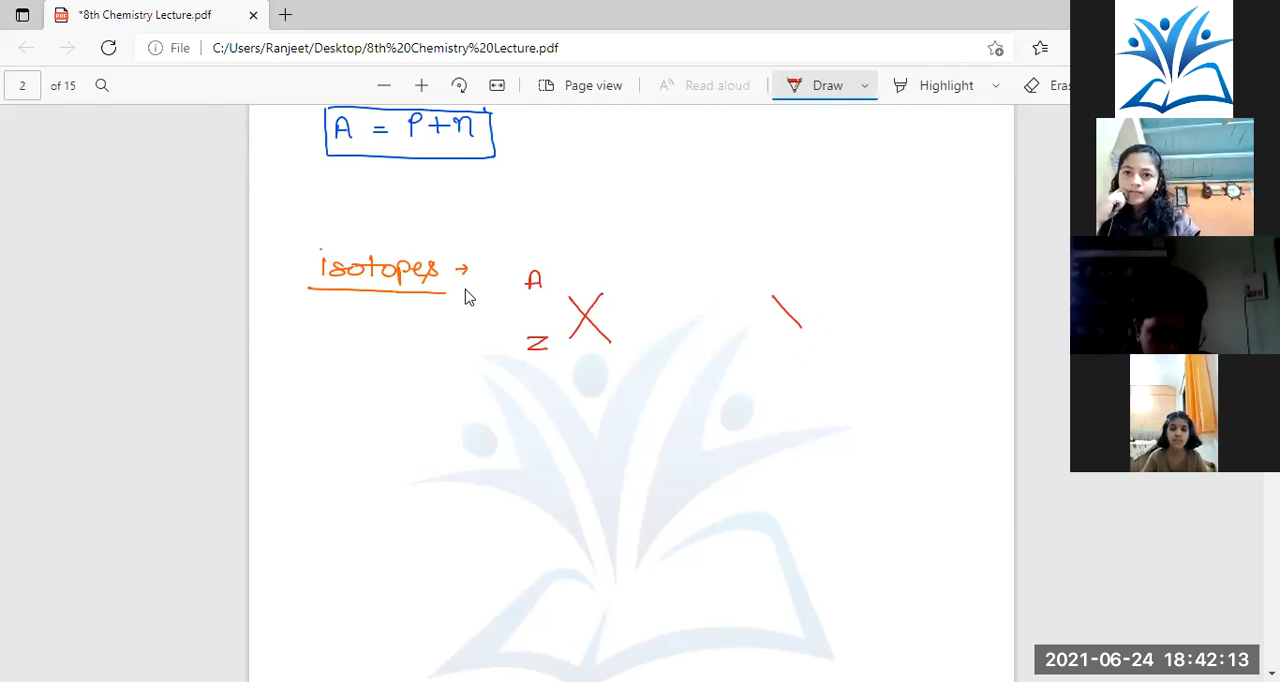 *8th Chemistry Lecture.pdf
File C:/Users/Ranjeet/Desktop/8th%20Chemistry%20Lecture.pdf
2 of 15 Page view Read aloud Draw Highlight Eras
A = P+n
isotopes →
A
Z X
2021-06-24 18:42:13